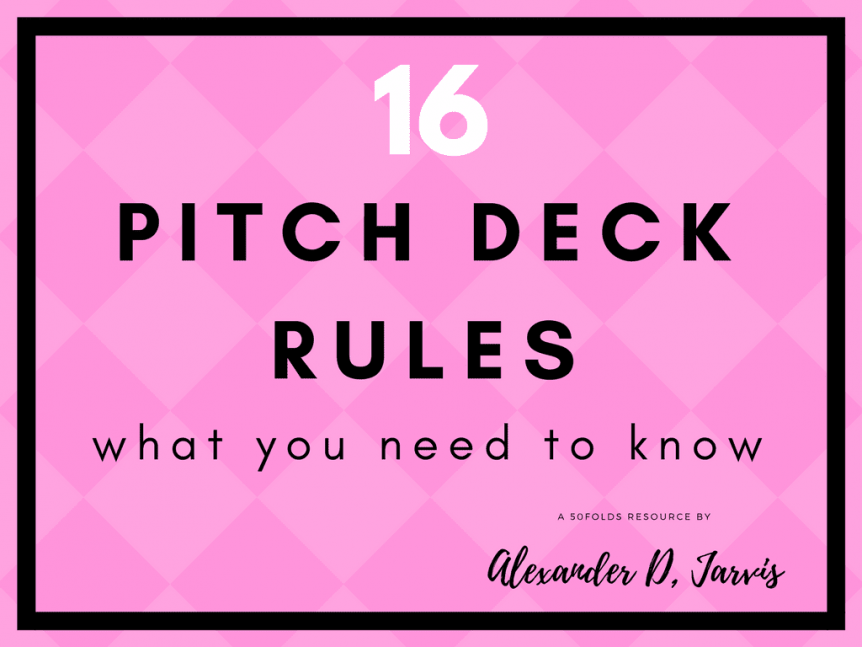 16
PITCH DECK
RULES
what you need to know
A 50FOLDS RESOURCE BY
Alexander D, Jarvis